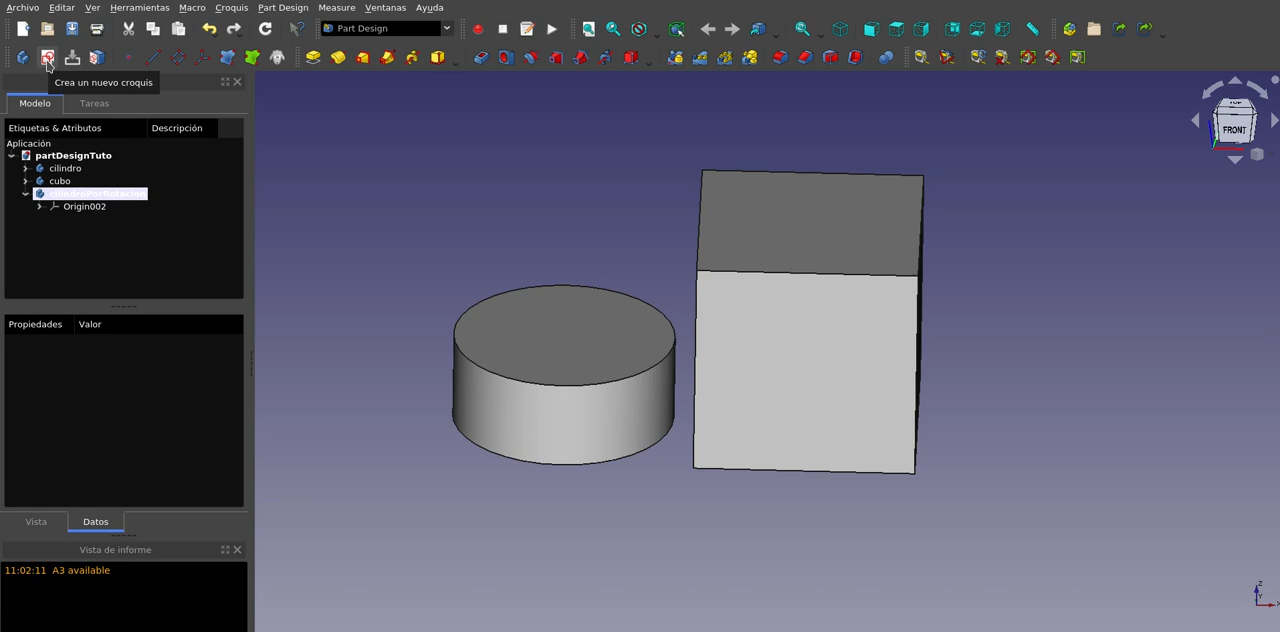 Archivo Editar Ver Herramientas Macro Croquis Part Design Measure Ventanas Ayuda
Part Design
Crea un nuevo croquis
Modelo Tareas
Etiquetas & Atributos Descripción
Aplicación
partDesignTuto
cilindro
cubo
Origin002
Propiedades Valor
Vista Datos
Vista de informe
11:02:11 A3 available
TOP
FRONT
Z
Y
X